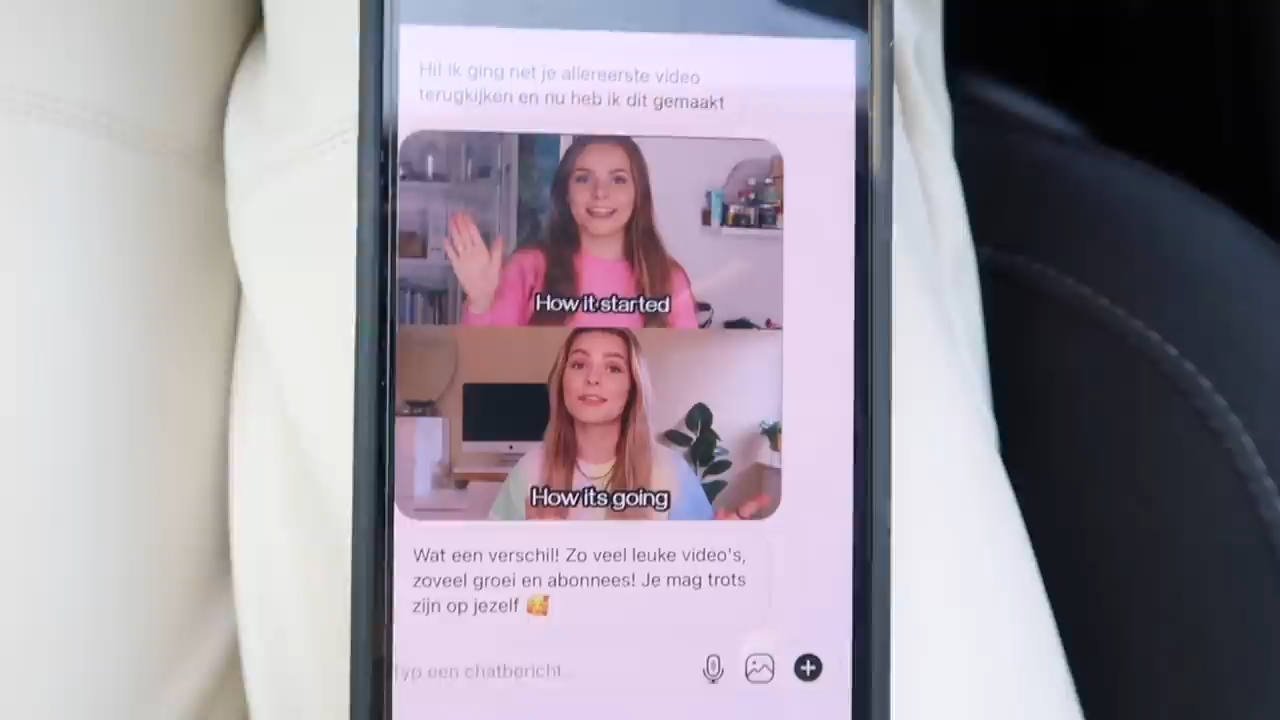 Hi! Ik ging net je allereerste video
terugkijken en nu heb ik dit gemaakt
How it started
How its going
Wat een verschil! Zo veel leuke video's,
zoveel groei en abonnees! Je mag trots
zijn op jezelf 🥰
Typ een chatbericht...